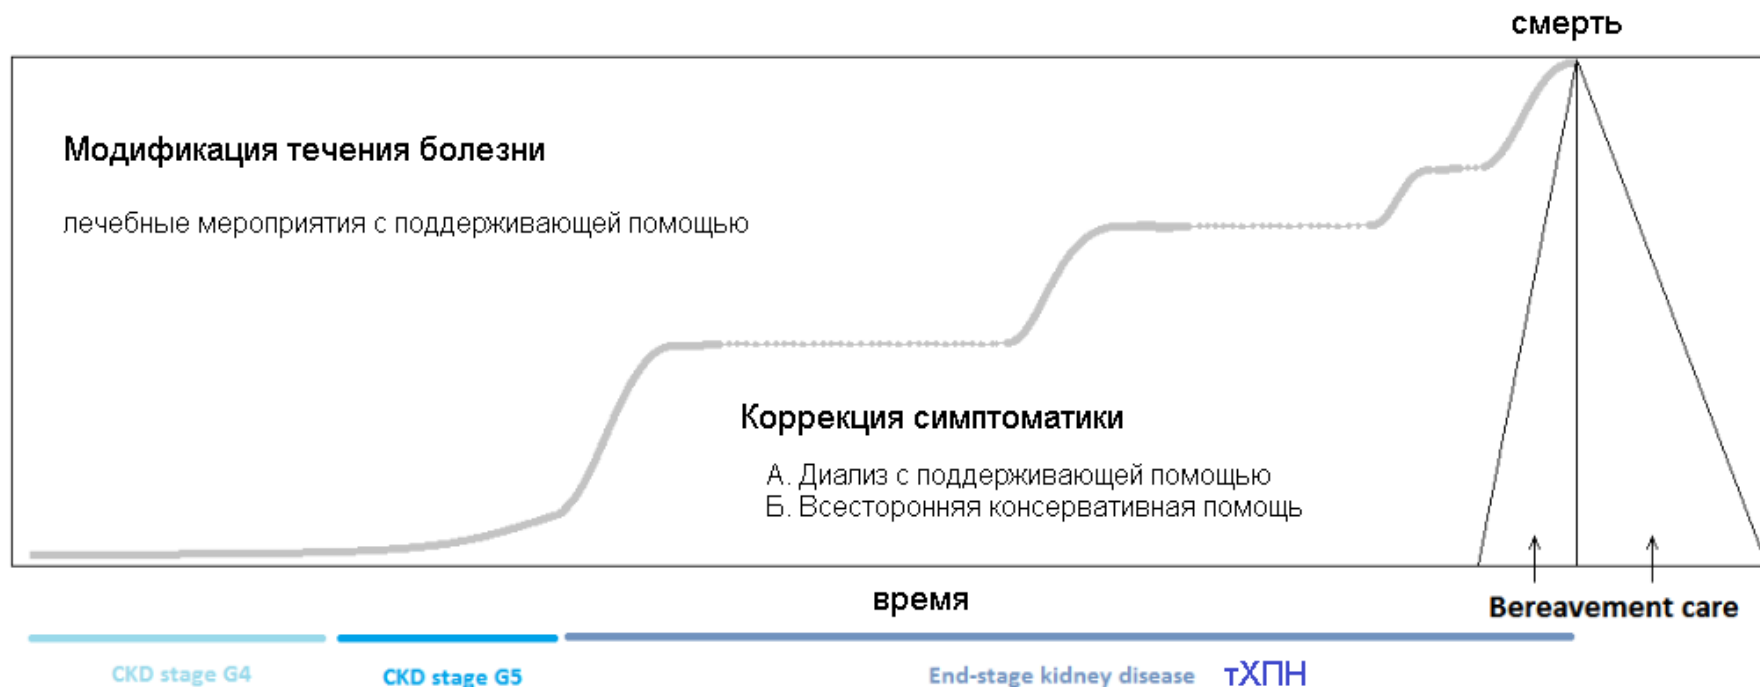 смерть
Модификация течения болезни
лечебные мероприятия с поддерживающей помощью
Коррекция симптоматики
А. Диализ с поддерживающей помощью
Б. Всесторонняя консервативная помощь
время
Bereavement care
CKD stage G4
CKD stage G5
End-stage kidney disease тХПН